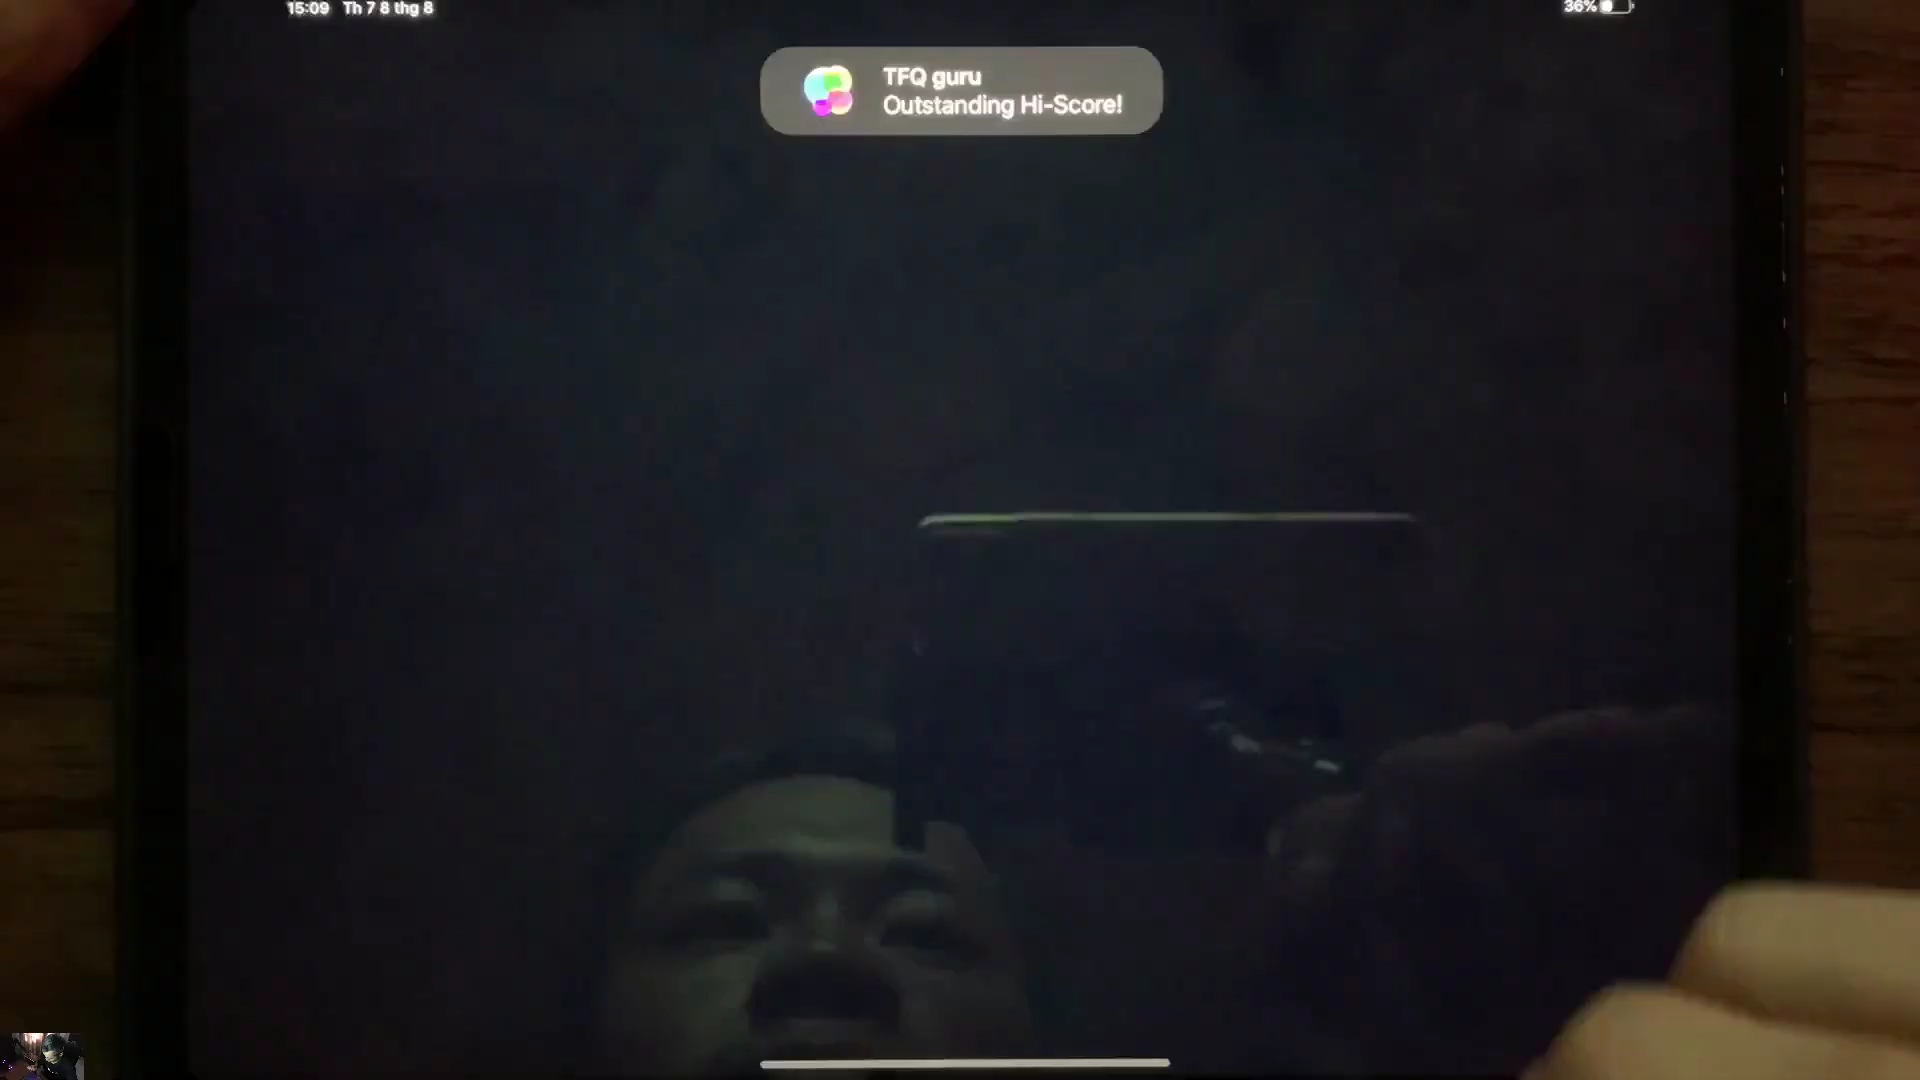 15:09 Th 7 8 thg 8
36%
TFQ guru
Outstanding Hi-Score!